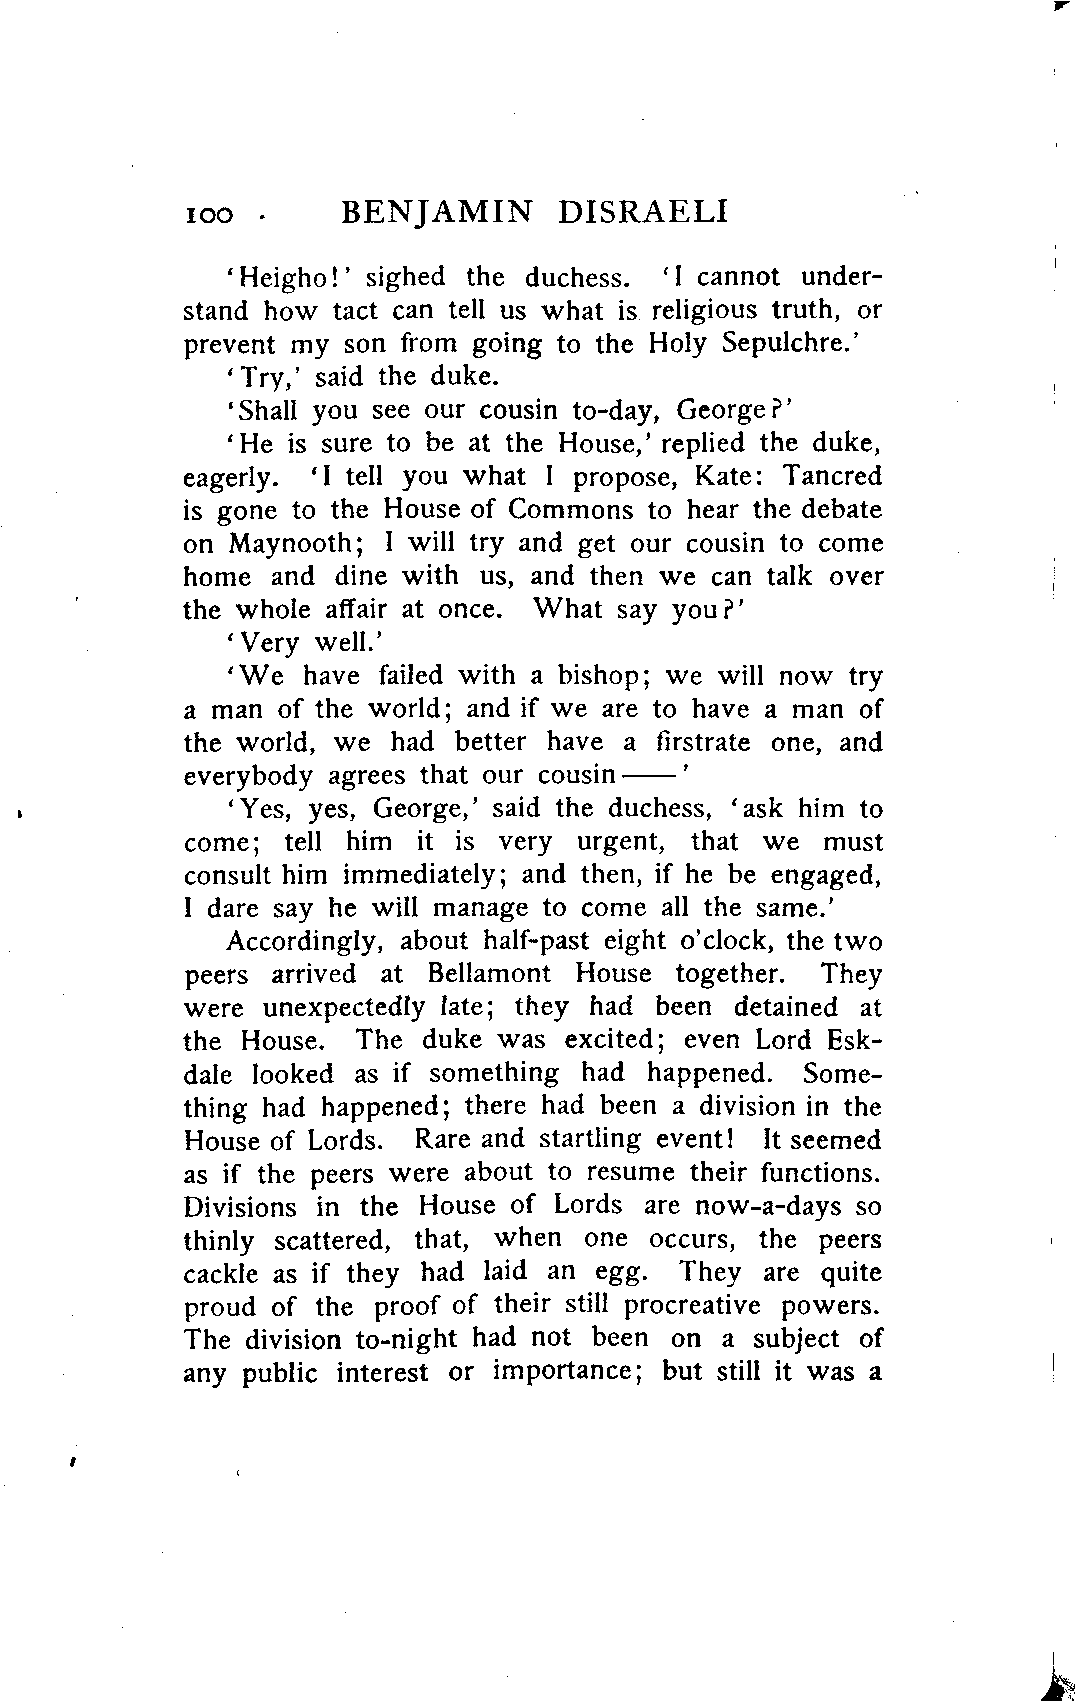 100 BENJAMIN DISRAELI
'Heigho!' sighed the duchess. 'I cannot under-
stand how tact can tell us what is religious truth, or
prevent my son from going to the Holy Sepulchre.'
'Try,' said the duke.
'Shall you see our cousin to-day, George?'
'He is sure to be at the House,' replied the duke,
eagerly. 'I tell you what I propose, Kate: Tancred
is gone to the House of Commons to hear the debate
on Maynooth; I will try and get our cousin to come
home and dine with us, and then we can talk over
the whole affair at once. What say you?'
'Very well.'
'We have failed with a bishop; we will now try
a man of the world; and if we are to have a man of
the world, we had better have a firstrate one, and
everybody agrees that our cousin——'
'Yes, yes, George,' said the duchess, 'ask him to
come; tell him it is very urgent, that we must
consult him immediately; and then, if he be engaged,
I dare say he will manage to come all the same.'
Accordingly, about half-past eight o'clock, the two
peers arrived at Bellamont House together. They
were unexpectedly late; they had been detained at
the House. The duke was excited; even Lord Esk-
dale looked as if something had happened. Some-
thing had happened; there had been a division in the
House of Lords. Rare and startling event! It seemed
as if the peers were about to resume their functions.
Divisions in the House of Lords are now-a-days so
thinly scattered, that, when one occurs, the peers
cackle as if they had laid an egg. They are quite
proud of the proof of their still procreative powers.
The division to-night had not been on a subject of
any public interest or importance; but still it was a